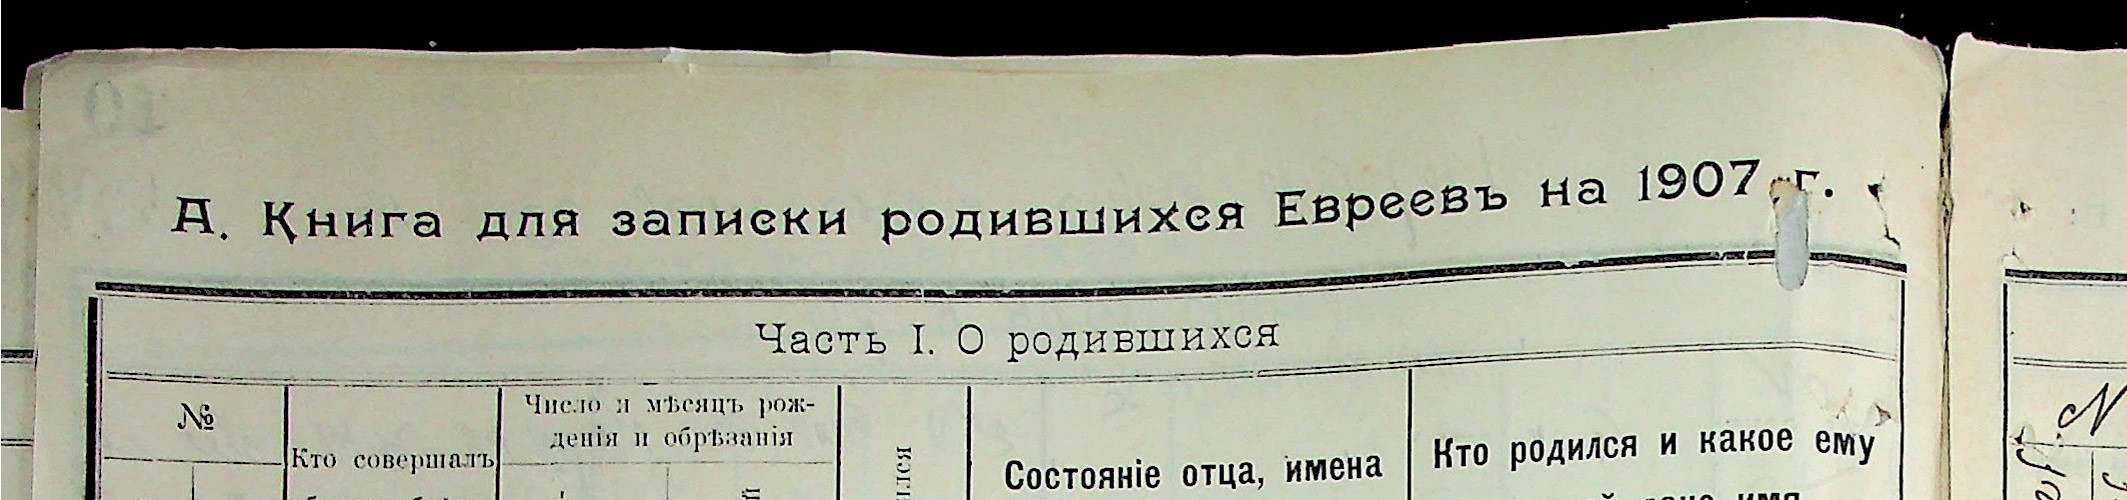 А. Книга для записки родившихся Евреевъ на 1907 г.
Часть I. О родившихся
№
Кто совершалъ
Число и мѣсяцъ рож-
денія и обрѣзанія
Состояніе отца, имена
Кто родился и какое ему
имя